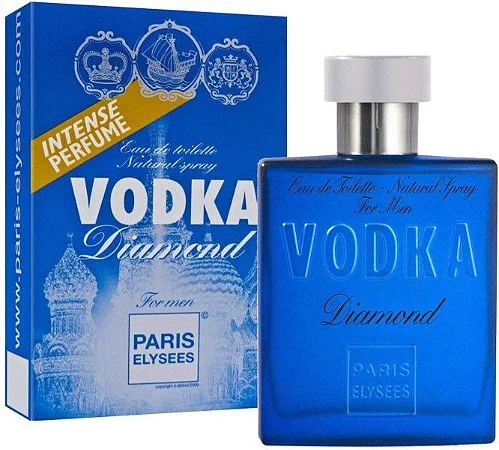 www.paris-elysees.com
INTENSE
PERFUME
Eau de toilette
Natural spray
VODKA
Diamond
For men
PARIS
ELYSEES
Eau de Toilette - Natural Spray
For Men
VODKA
Diamond
PARIS
ELYSEES